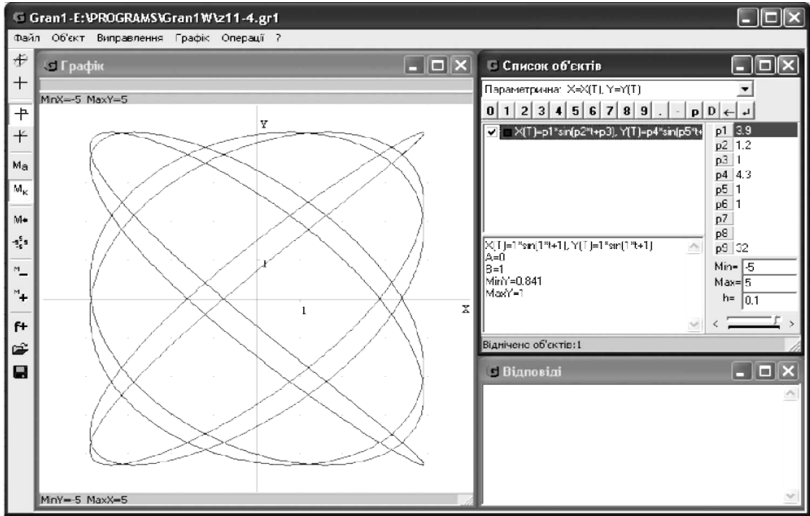 Gran1-E:\PROGRAMS\Gran1W\z11-4.gr1
Файл Об'єкт Виправлення Графік Операції ?
Графік
MinX=-5 MaxY=5
Y
1
1
X
MinY=-5 MaxX=5
Ма
Мк
f+
Список об'єктів
Параметрична: X=X(T), Y=Y(T)
0 1 2 3 4 5 6 7 8 9 . - p D ← ↵
X(T)=p1*sin(p2*t+p3), Y(T)=p4*sin(p5*t+
p1 3.9
p2 1.2
p3 1
p4 4.3
p5 1
p6 1
p7
p8
p9 32
X(T)=1*sin(1*t+1), Y(T)=1*sin(1*t+1)
A=0
B=1
MinY=0.841
MaxY=1
Min= -5
Max= 5
h= 0.1
< >
Відмічено об'єктів:1
Відповіді